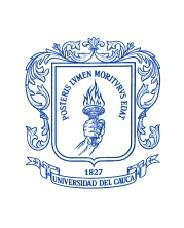 POSTERIS LVMEN MORITVRVS EDAT
1827
UNIVERSIDAD DEL CAUCA